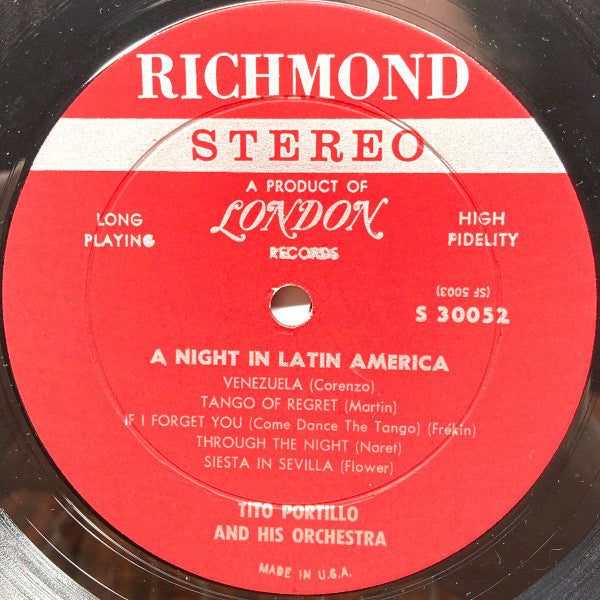 RICHMOND
STEREO
A PRODUCT OF
LONDON
RECORDS
LONG
PLAYING
HIGH
FIDELITY
(SF 5003)
S 30052
A NIGHT IN LATIN AMERICA
VENEZUELA (Corenzo)
TANGO OF REGRET (Martin)
IF I FORGET YOU (Come Dance The Tango) (Frékin)
THROUGH THE NIGHT (Naret)
SIESTA IN SEVILLA (Flower)
TITO PORTILLO
AND HIS ORCHESTRA
MADE IN U.S.A.